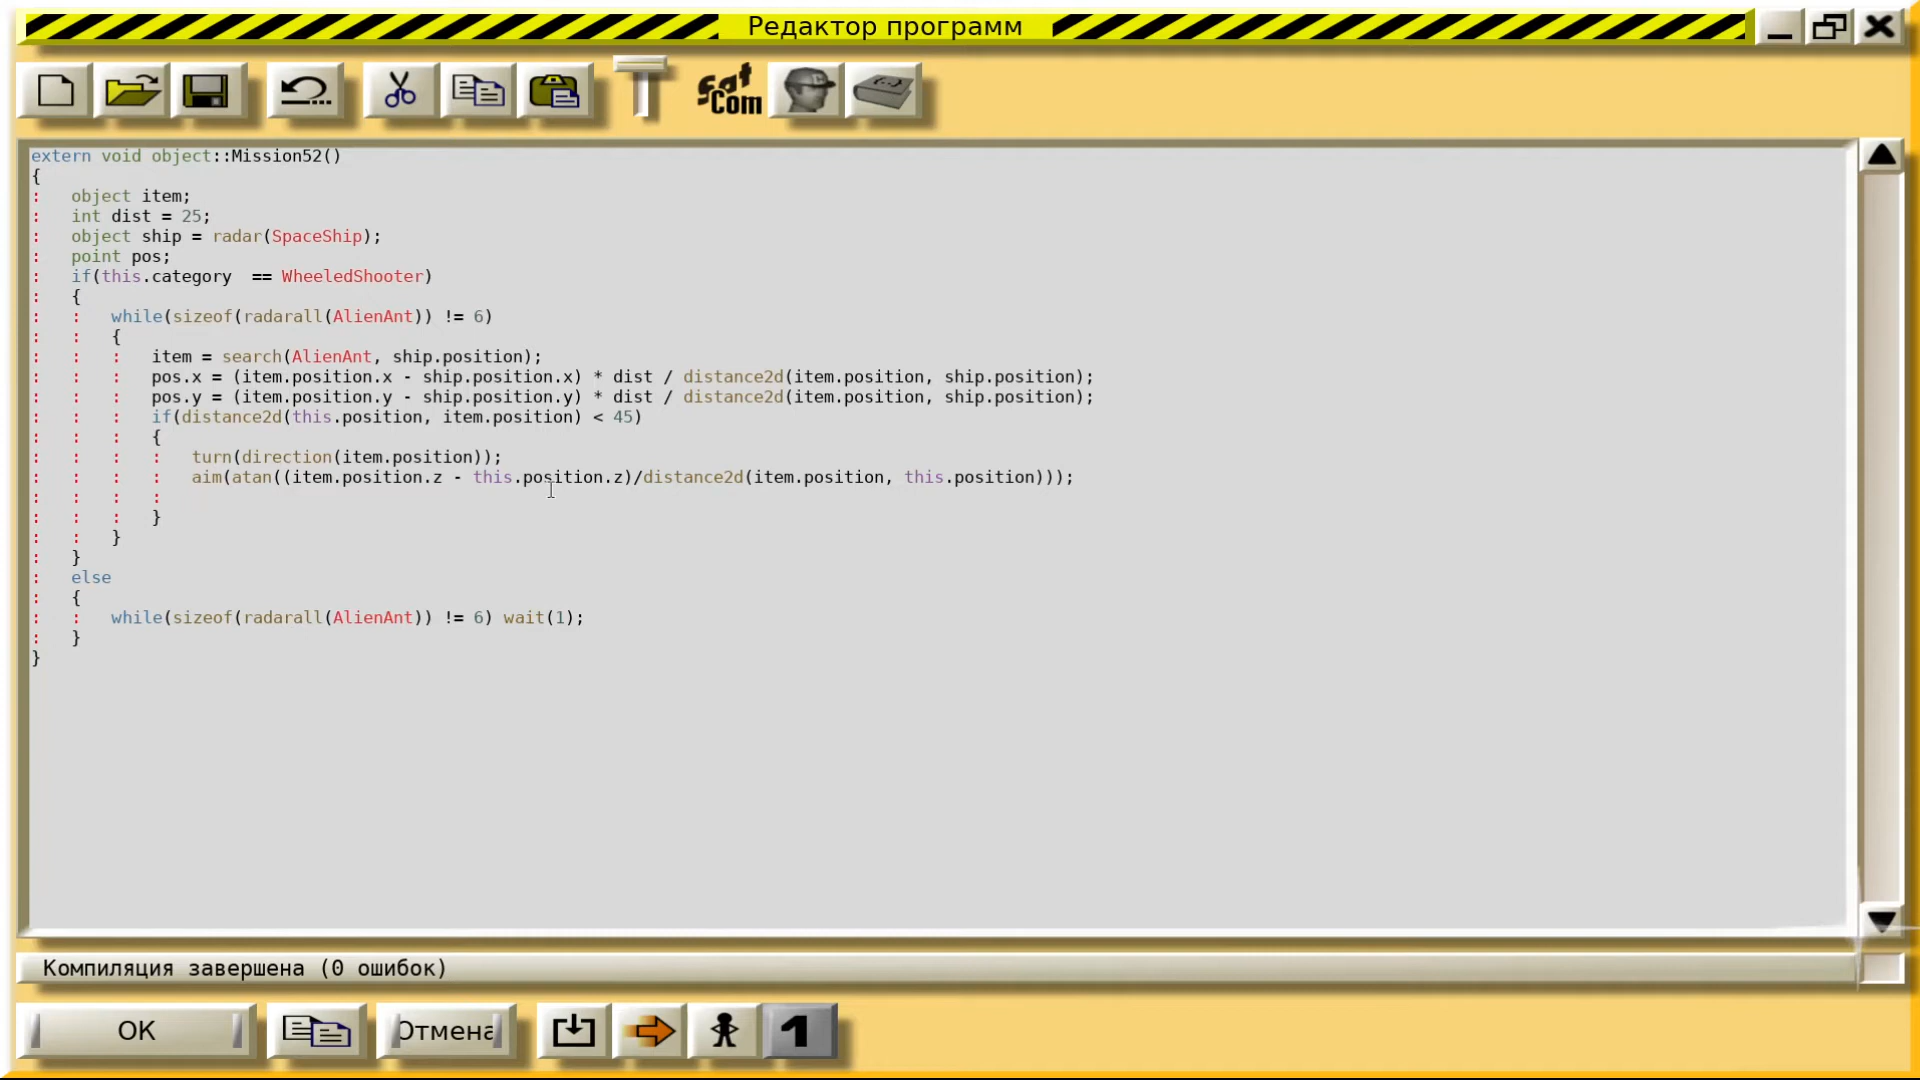 Редактор программ
Sat
Com
extern void object::Mission52()
{
:   object item;
:   int dist = 25;
:   object ship = radar(SpaceShip);
:   point pos;
:   if(this.category  == WheeledShooter)
:   {
:   :   while(sizeof(radarall(AlienAnt)) != 6)
:   :   {
:   :   :   item = search(AlienAnt, ship.position);
:   :   :   pos.x = (item.position.x - ship.position.x) * dist / distance2d(item.position, ship.position);
:   :   :   pos.y = (item.position.y - ship.position.y) * dist / distance2d(item.position, ship.position);
:   :   :   if(distance2d(this.position, item.position) < 45)
:   :   :   {
:   :   :   :   turn(direction(item.position));
:   :   :   :   aim(atan((item.position.z - this.position.z)/distance2d(item.position, this.position)));
:   :   :   :
:   :   :   }
:   :   }
:   }
:   else
:   {
:   :   while(sizeof(radarall(AlienAnt)) != 6) wait(1);
:   }
}
Компиляция завершена (0 ошибок)
OK
Отмена
1